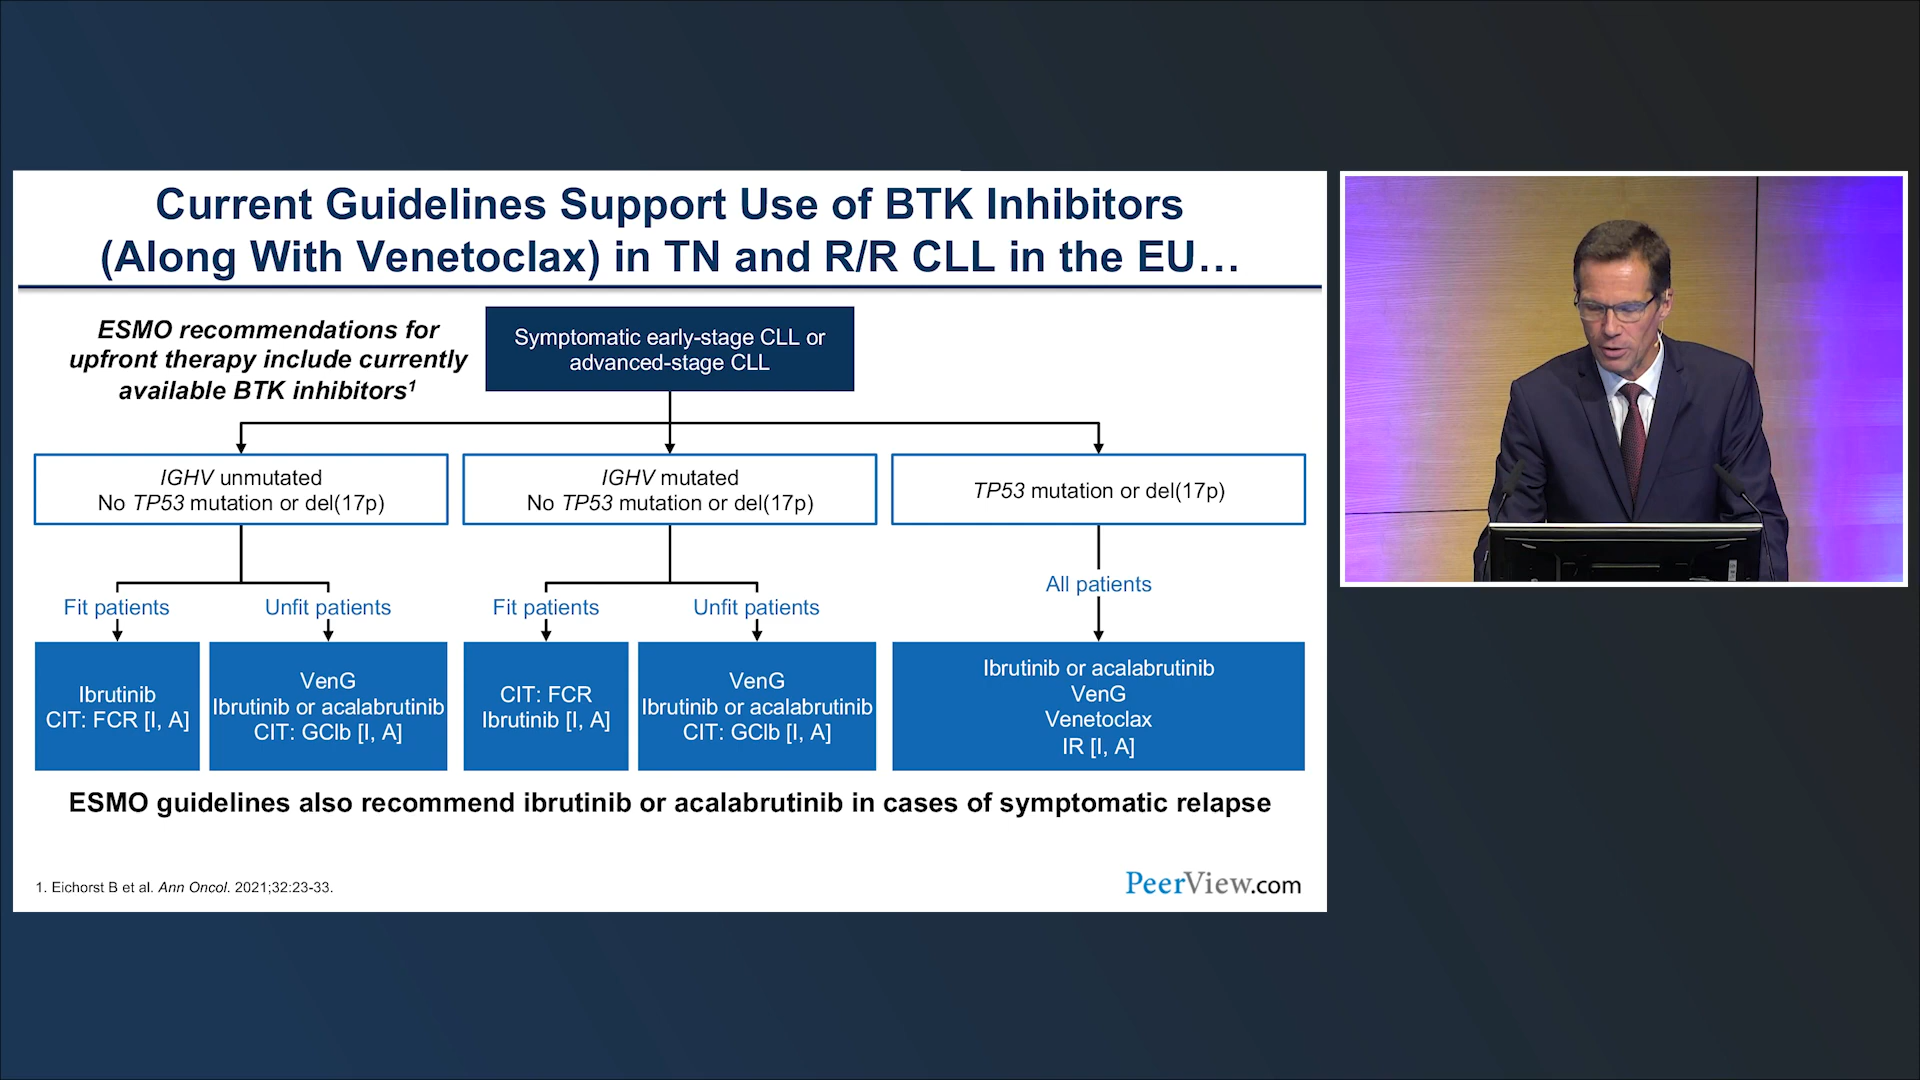 Current Guidelines Support Use of BTK Inhibitors
(Along With Venetoclax) in TN and R/R CLL in the EU…
ESMO recommendations for
upfront therapy include currently
available BTK inhibitors1
Symptomatic early-stage CLL or
advanced-stage CLL
IGHV unmutated
No TP53 mutation or del(17p)
IGHV mutated
No TP53 mutation or del(17p)
TP53 mutation or del(17p)
Fit patients
Unfit patients
Fit patients
Unfit patients
All patients
Ibrutinib
CIT: FCR [I, A]
VenG
Ibrutinib or acalabrutinib
CIT: GClb [I, A]
CIT: FCR
Ibrutinib [I, A]
VenG
Ibrutinib or acalabrutinib
CIT: GClb [I, A]
Ibrutinib or acalabrutinib
VenG
Venetoclax
IR [I, A]
ESMO guidelines also recommend ibrutinib or acalabrutinib in cases of symptomatic relapse
1. Eichorst B et al. Ann Oncol. 2021;32:23-33.
PeerView.com